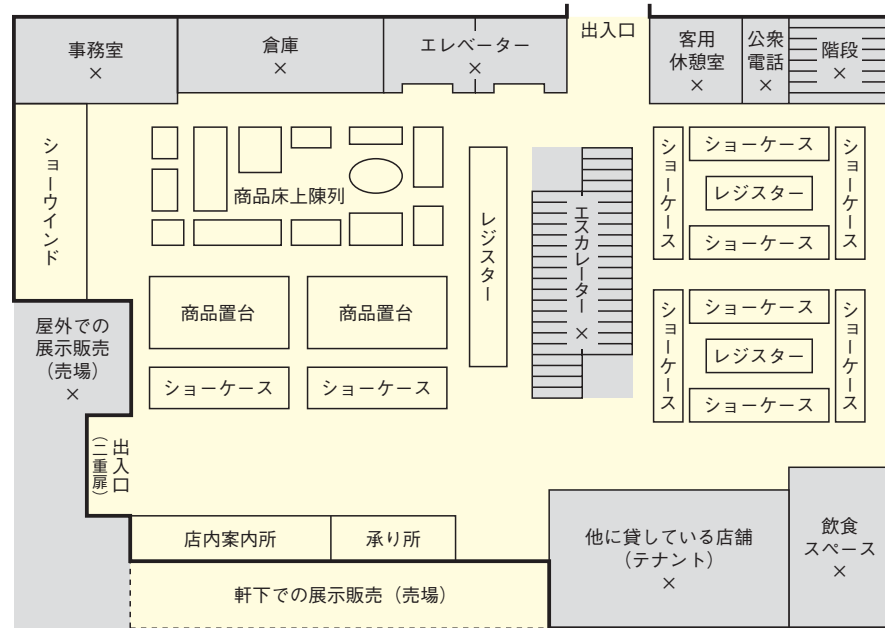 事務室
×
倉庫
×
エレベーター
×
出入口
客用
休憩室
×
公衆
電話
×
階段
×
ショーウインド
商品床上陳列
レジスター
エスカレーター ×
ショーケース
ショーケース
ショーケース
レジスター
ショーケース
商品置台
商品置台
ショーケース
ショーケース
ショーケース
ショーケース
ショーケース
レジスター
ショーケース
ショーケース
屋外での
展示販売
(売場)
×
出入口
(二重扉)
店内案内所
承り所
軒下での展示販売(売場)
他に貸している店舗
(テナント)
×
飲食
スペース
×